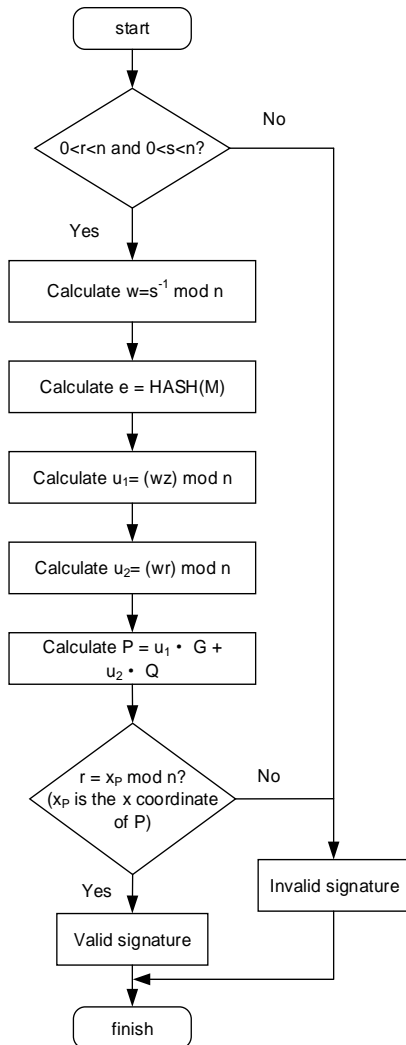 start
No
0<r<n and 0<s<n?
Yes
Calculate w=s⁻¹ mod n
Calculate e = HASH(M)
Calculate u₁= (wz) mod n
Calculate u₂= (wr) mod n
Calculate P = u₁ • G +
u₂ • Q
r = xₚ mod n?
(xₚ is the x coordinate
of P)
No
Yes
Invalid signature
Valid signature
finish